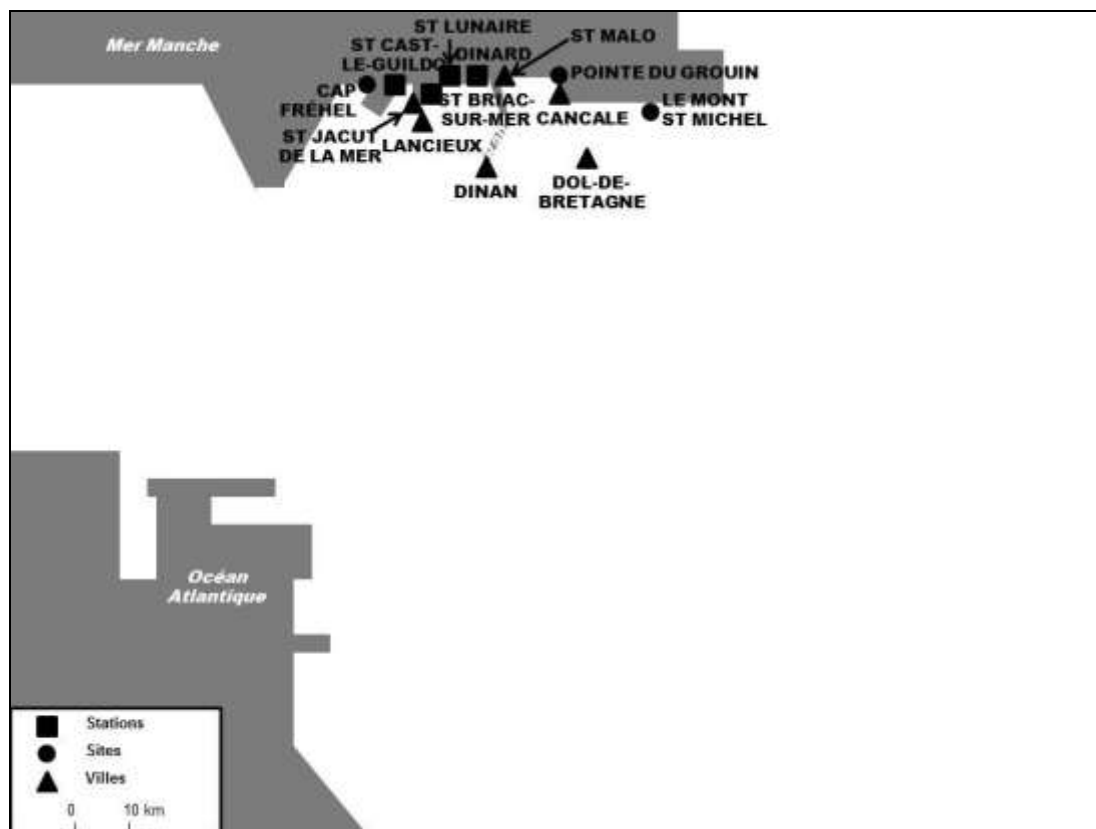 Mer Manche
ST LUNAIRE
ST CAST-
LE-GUILDO
DINARD
ST MALO
POINTE DU GROUIN
CAP
FRÉHEL
ST BRIAC-
SUR-MER
CANCALE
LE MONT
ST MICHEL
ST JACUT
DE LA MER
LANCIEUX
DINAN
DOL-DE-
BRETAGNE
Océan
Atlantique
Stations
Sites
Villes
0 10 km